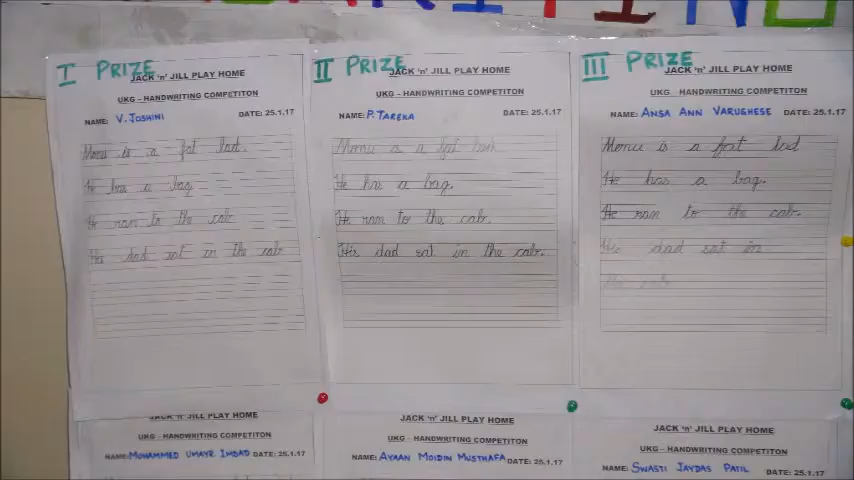 I PRIZE
JACK 'n' JILL PLAY HOME
UKG - HANDWRITING COMPETITON
NAME: V. JOSHINI DATE: 25.1.17
Monu is a fat lad.
He has a bag
He ran to the cab
His dad sat in the cab
II PRIZE
JACK 'n' JILL PLAY HOME
UKG - HANDWRITING COMPETITON
NAME: P. TAREKA DATE: 25.1.17
Monu is a fat
He has a bag.
He ran to the cab.
His dad sat in the cab.
III PRIZE
JACK 'n' JILL PLAY HOME
UKG - HANDWRITING COMPETITON
NAME: ANSA ANN VARUGHESE DATE: 25.1.17
Monu is a fat lad
He has a bag.
He ran to the cab.
His dad sat in
the cab
JACK 'n' JILL PLAY HOME
UKG - HANDWRITING COMPETITON
NAME: MOHAMMED UMAYR IMDAD DATE: 25.1.17
JACK 'n' JILL PLAY HOME
UKG - HANDWRITING COMPETITON
NAME: AYAAN MOIDIN MUSTHAFA DATE: 25.1.17
JACK 'n' JILL PLAY HOME
UKG - HANDWRITING COMPETITON
NAME: SWASTI JAYDAS PATIL DATE: 25.1.17